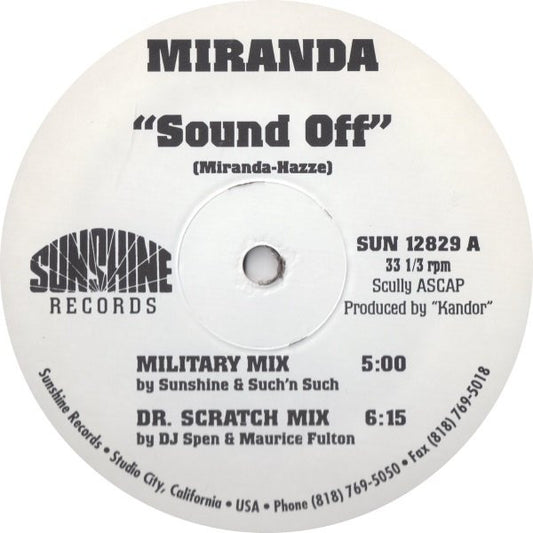 MIRANDA
"Sound Off"
(Miranda-Hazze)
SUNSHINE
RECORDS
SUN 12829 A
33 1/3 rpm
Scully ASCAP
Produced by "Kandor"
MILITARY MIX 5:00
by Sunshine & Such'n Such
DR. SCRATCH MIX 6:15
by DJ Spen & Maurice Fulton
Sunshine Records • Studio City, California • USA • Phone (818) 769-5050 • Fax (818) 769-5018